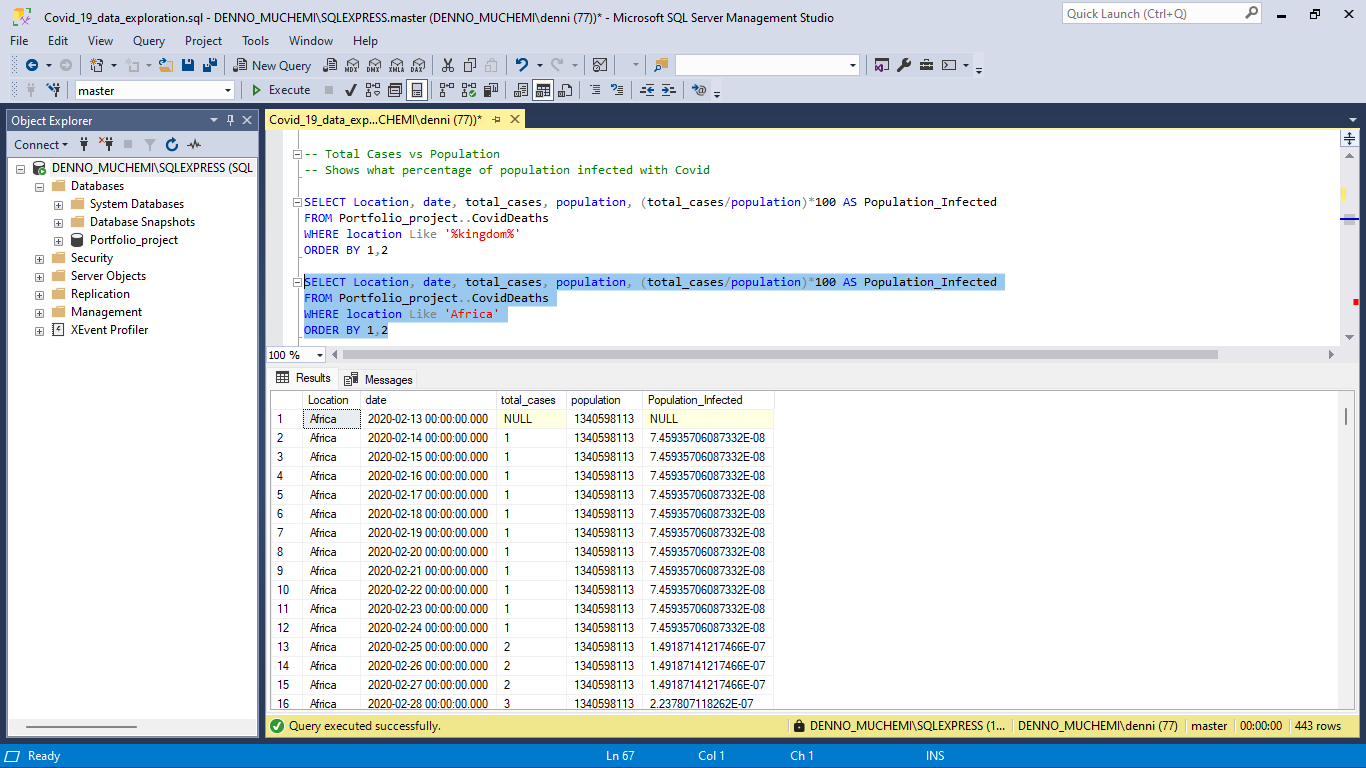 Covid_19_data_exploration.sql - DENNO_MUCHEMI\SQLEXPRESS.master (DENNO_MUCHEMI\denni (77))* - Microsoft SQL Server Management Studio
Quick Launch (Ctrl+Q)
File Edit View Query Project Tools Window Help
New Query MDX DMX XMLA DAX
master Execute
Object Explorer
Covid_19_data_exp...CHEMI\denni (77))*
Connect
DENNO_MUCHEMI\SQLEXPRESS (SQL
Databases
System Databases
Database Snapshots
Portfolio_project
Security
Server Objects
Replication
Management
XEvent Profiler
-- Total Cases vs Population
-- Shows what percentage of population infected with Covid
SELECT Location, date, total_cases, population, (total_cases/population)*100 AS Population_Infected
FROM Portfolio_project..CovidDeaths
WHERE location Like '%kingdom%'
ORDER BY 1,2
SELECT Location, date, total_cases, population, (total_cases/population)*100 AS Population_Infected
FROM Portfolio_project..CovidDeaths
WHERE location Like 'Africa'
ORDER BY 1,2
100 %
Results Messages
Location date total_cases population Population_Infected
1 Africa 2020-02-13 00:00:00.000 NULL 1340598113 NULL
2 Africa 2020-02-14 00:00:00.000 1 1340598113 7.45935706087332E-08
3 Africa 2020-02-15 00:00:00.000 1 1340598113 7.45935706087332E-08
4 Africa 2020-02-16 00:00:00.000 1 1340598113 7.45935706087332E-08
5 Africa 2020-02-17 00:00:00.000 1 1340598113 7.45935706087332E-08
6 Africa 2020-02-18 00:00:00.000 1 1340598113 7.45935706087332E-08
7 Africa 2020-02-19 00:00:00.000 1 1340598113 7.45935706087332E-08
8 Africa 2020-02-20 00:00:00.000 1 1340598113 7.45935706087332E-08
9 Africa 2020-02-21 00:00:00.000 1 1340598113 7.45935706087332E-08
10 Africa 2020-02-22 00:00:00.000 1 1340598113 7.45935706087332E-08
11 Africa 2020-02-23 00:00:00.000 1 1340598113 7.45935706087332E-08
12 Africa 2020-02-24 00:00:00.000 1 1340598113 7.45935706087332E-08
13 Africa 2020-02-25 00:00:00.000 2 1340598113 1.49187141217466E-07
14 Africa 2020-02-26 00:00:00.000 2 1340598113 1.49187141217466E-07
15 Africa 2020-02-27 00:00:00.000 2 1340598113 1.49187141217466E-07
16 Africa 2020-02-28 00:00:00.000 3 1340598113 2.237807118262E-07
Query executed successfully. DENNO_MUCHEMI\SQLEXPRESS (1... DENNO_MUCHEMI\denni (77) master 00:00:00 443 rows
Ready Ln 67 Col 1 Ch 1 INS